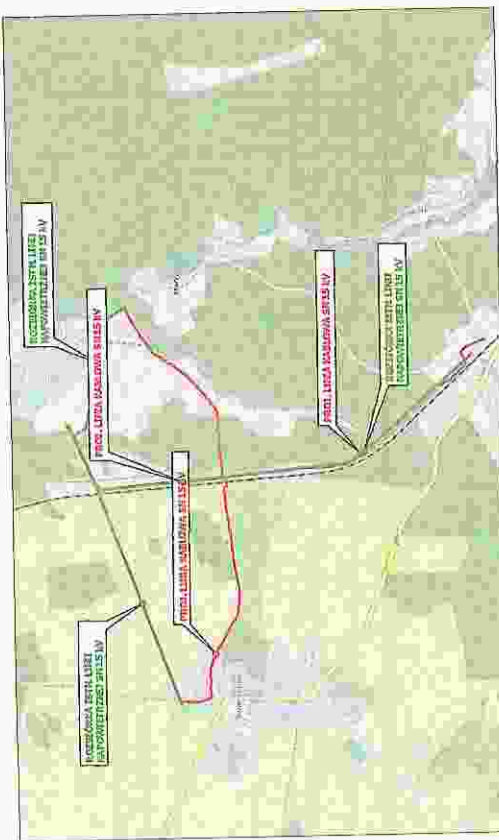 ROZBIÓRKA ISTN. LINII
NAPOWIETRZNEJ SN 15 kV
PROJ. LINIA KABLOWA SN 15 kV
PROJ. LINIA KABLOWA SN 15 kV
ROZBIÓRKA ISTN. LINII
NAPOWIETRZNEJ SN 15 kV
PROJ. LINIA KABLOWA SN 15 kV
ROZBIÓRKA ISTN. LINII
NAPOWIETRZNEJ SN 15 kV